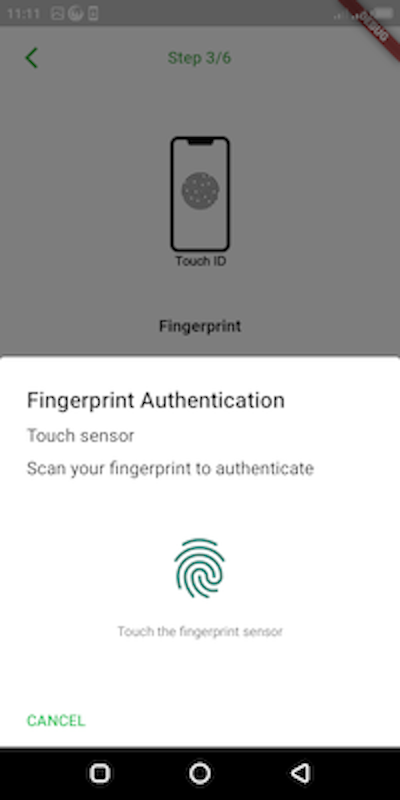 11:11
DEBUG
Step 3/6
Touch ID
Fingerprint
Fingerprint Authentication
Touch sensor
Scan your fingerprint to authenticate
Touch the fingerprint sensor
CANCEL